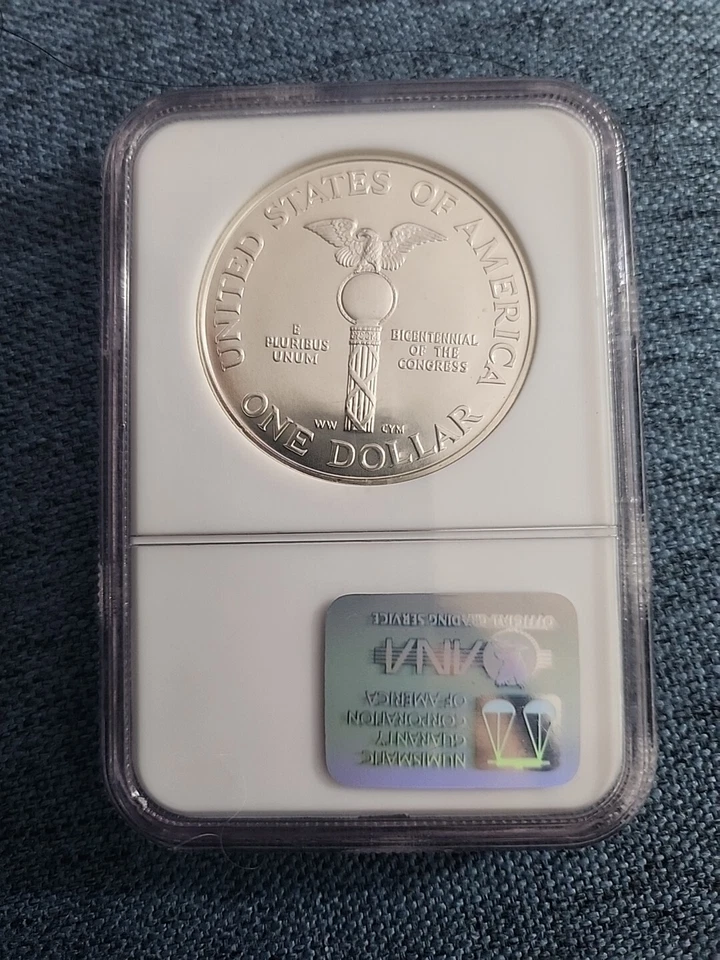 UNITED STATES OF AMERICA
E
PLURIBUS
UNUM
BICENTENNIAL
OF THE
CONGRESS
WW
CYM
ONE DOLLAR
NUMISMATIC
GUARANTY
CORPORATION
OF AMERICA
ANA
OFFICIAL GRADING SERVICE